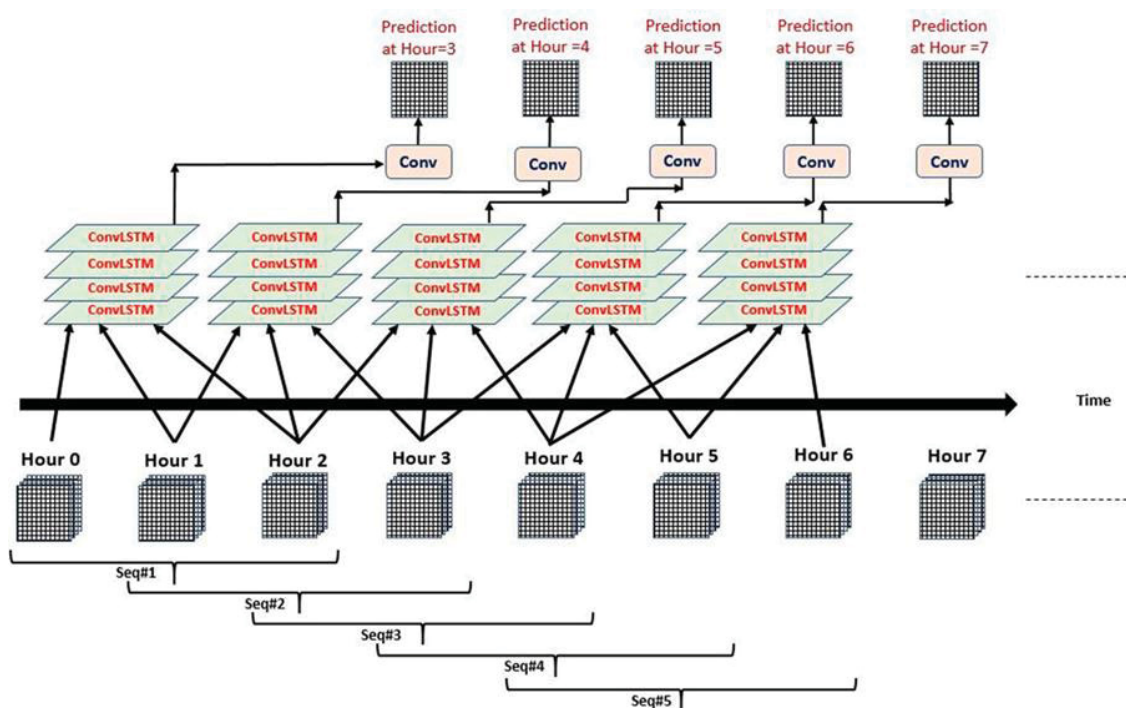 Prediction Prediction Prediction Prediction Prediction
at Hour=3 at Hour =4 at Hour=5 at Hour =6 at Hour =7
Conv Conv Conv Conv Conv
ConvLSTM ConvLSTM ConvLSTM ConvLSTM ConvLSTM
ConvLSTM ConvLSTM ConvLSTM ConvLSTM ConvLSTM
ConvLSTM ConvLSTM ConvLSTM ConvLSTM ConvLSTM
ConvLSTM ConvLSTM ConvLSTM ConvLSTM ConvLSTM
Time
Hour 0 Hour 1 Hour 2 Hour 3 Hour 4 Hour 5 Hour 6 Hour 7
Seq#1
Seq#2
Seq#3
Seq#4
Seq#5